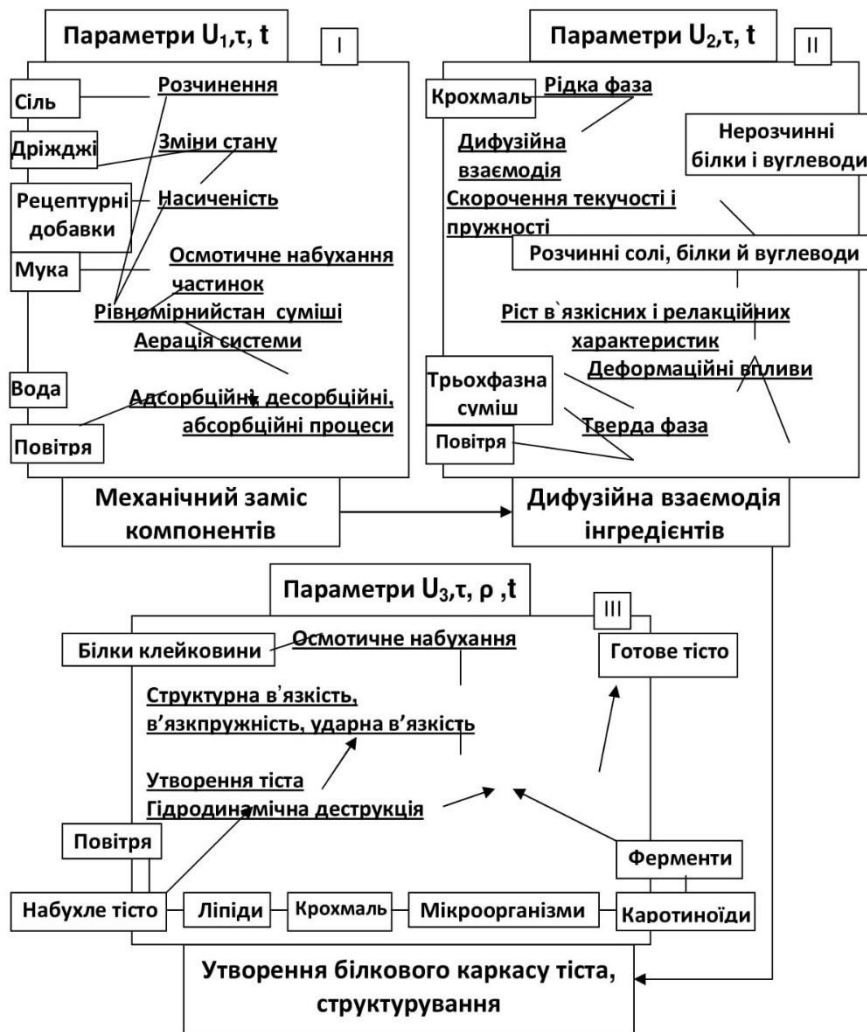 Параметри U₁,τ, t
I
Сіль
Розчинення
Дріжджі
Зміни стану
Рецептурні
добавки
Насиченість
Мука
Осмотичне набухання
частинок
Рівномірнийстан суміші
Аерація системи
Вода
Адсорбційні, десорбційні,
абсорбційні процеси
Повітря
Механічний заміс
компонентів
Параметри U₂,τ, t
II
Крохмаль
Рідка фаза
Нерозчинні
білки і вуглеводи
Дифузійна
взаємодія
Скорочення текучості і
пружності
Розчинні солі, білки й вуглеводи
Ріст в`язкісних і релакційних
характеристик
Деформаційні впливи
Трьохфазна
суміш
Тверда фаза
Повітря
Дифузійна взаємодія
інгредієнтів
Параметри U₃,τ, ρ ,t
III
Білки клейковини
Осмотичне набухання
Готове тісто
Структурна в᾽язкість,
в’язкпружність, ударна в’язкість
Утворення тіста
Гідродинамічна деструкція
Повітря
Ферменти
Набухле тісто
Ліпіди
Крохмаль
Мікроорганізми
Каротиноїди
Утворення білкового каркасу тіста,
структурування